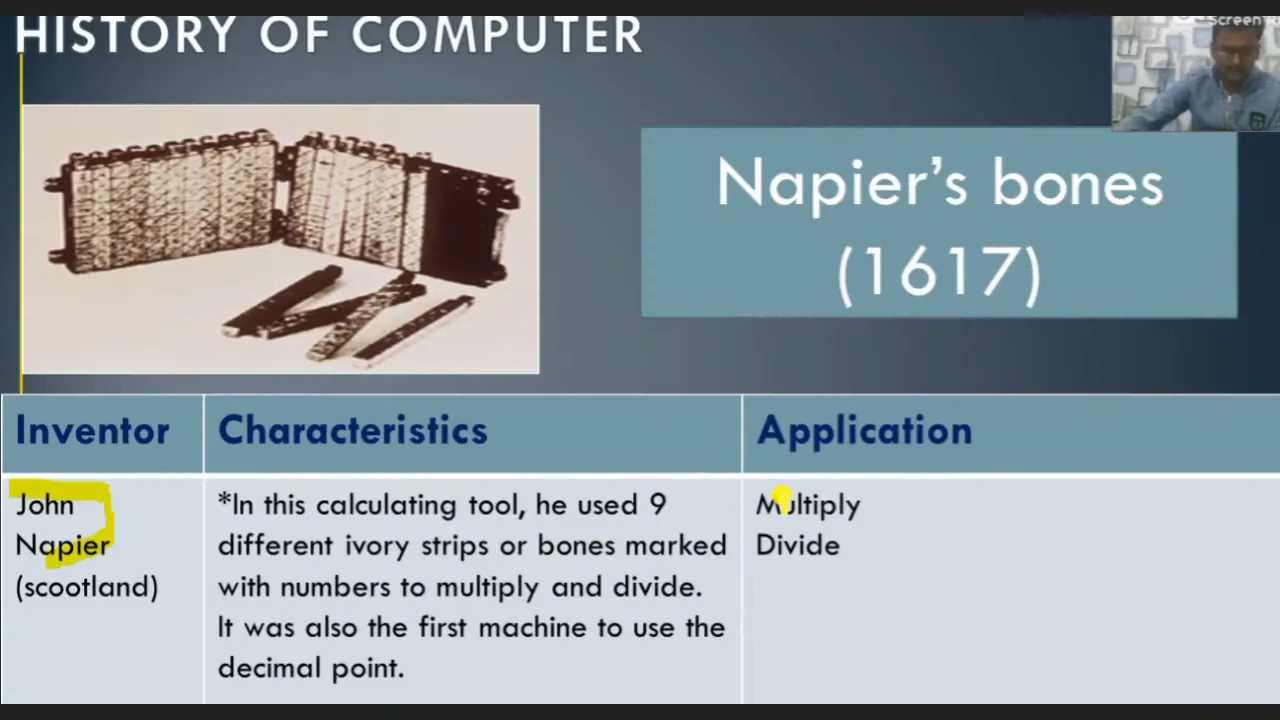 HISTORY OF COMPUTER
Screen
Napier's bones
(1617)
Inventor
Characteristics
Application
John
Napier
(scootland)
*In this calculating tool, he used 9
different ivory strips or bones marked
with numbers to multiply and divide.
It was also the first machine to use the
decimal point.
Multiply
Divide